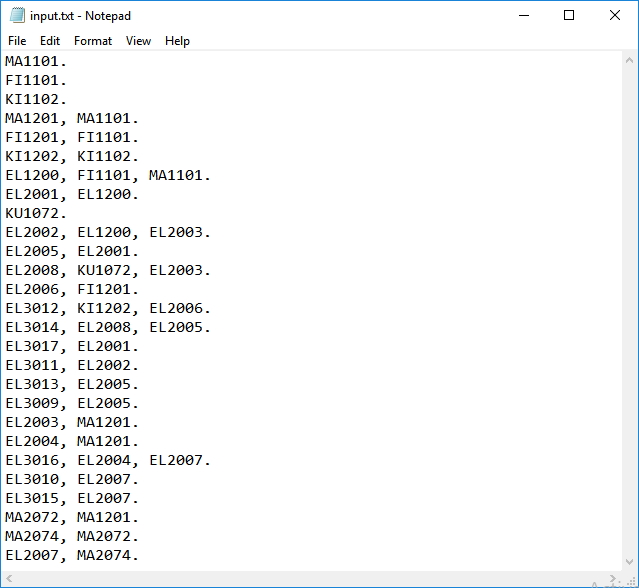 input.txt - Notepad
File Edit Format View Help
MA1101.
FI1101.
KI1102.
MA1201, MA1101.
FI1201, FI1101.
KI1202, KI1102.
EL1200, FI1101, MA1101.
EL2001, EL1200.
KU1072.
EL2002, EL1200, EL2003.
EL2005, EL2001.
EL2008, KU1072, EL2003.
EL2006, FI1201.
EL3012, KI1202, EL2006.
EL3014, EL2008, EL2005.
EL3017, EL2001.
EL3011, EL2002.
EL3013, EL2005.
EL3009, EL2005.
EL2003, MA1201.
EL2004, MA1201.
EL3016, EL2004, EL2007.
EL3010, EL2007.
EL3015, EL2007.
MA2072, MA1201.
MA2074, MA2072.
EL2007, MA2074.